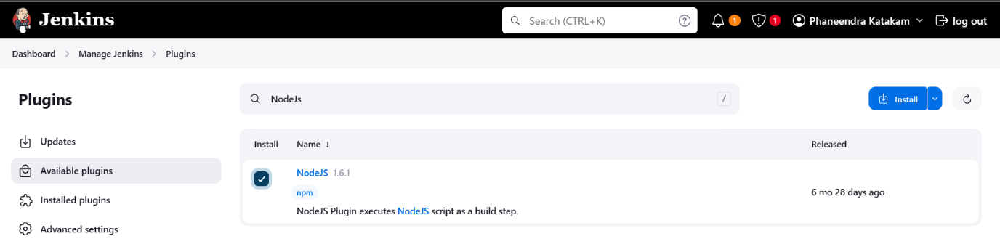 Jenkins
Search (CTRL+K)
?
1
1
Phaneendra Katakam
log out
Dashboard > Manage Jenkins > Plugins
Plugins
NodeJs
/
Install
Updates
Available plugins
Installed plugins
Advanced settings
Install Name ↓ Released
NodeJS 1.6.1
npm
6 mo 28 days ago
NodeJS Plugin executes NodeJS script as a build step.